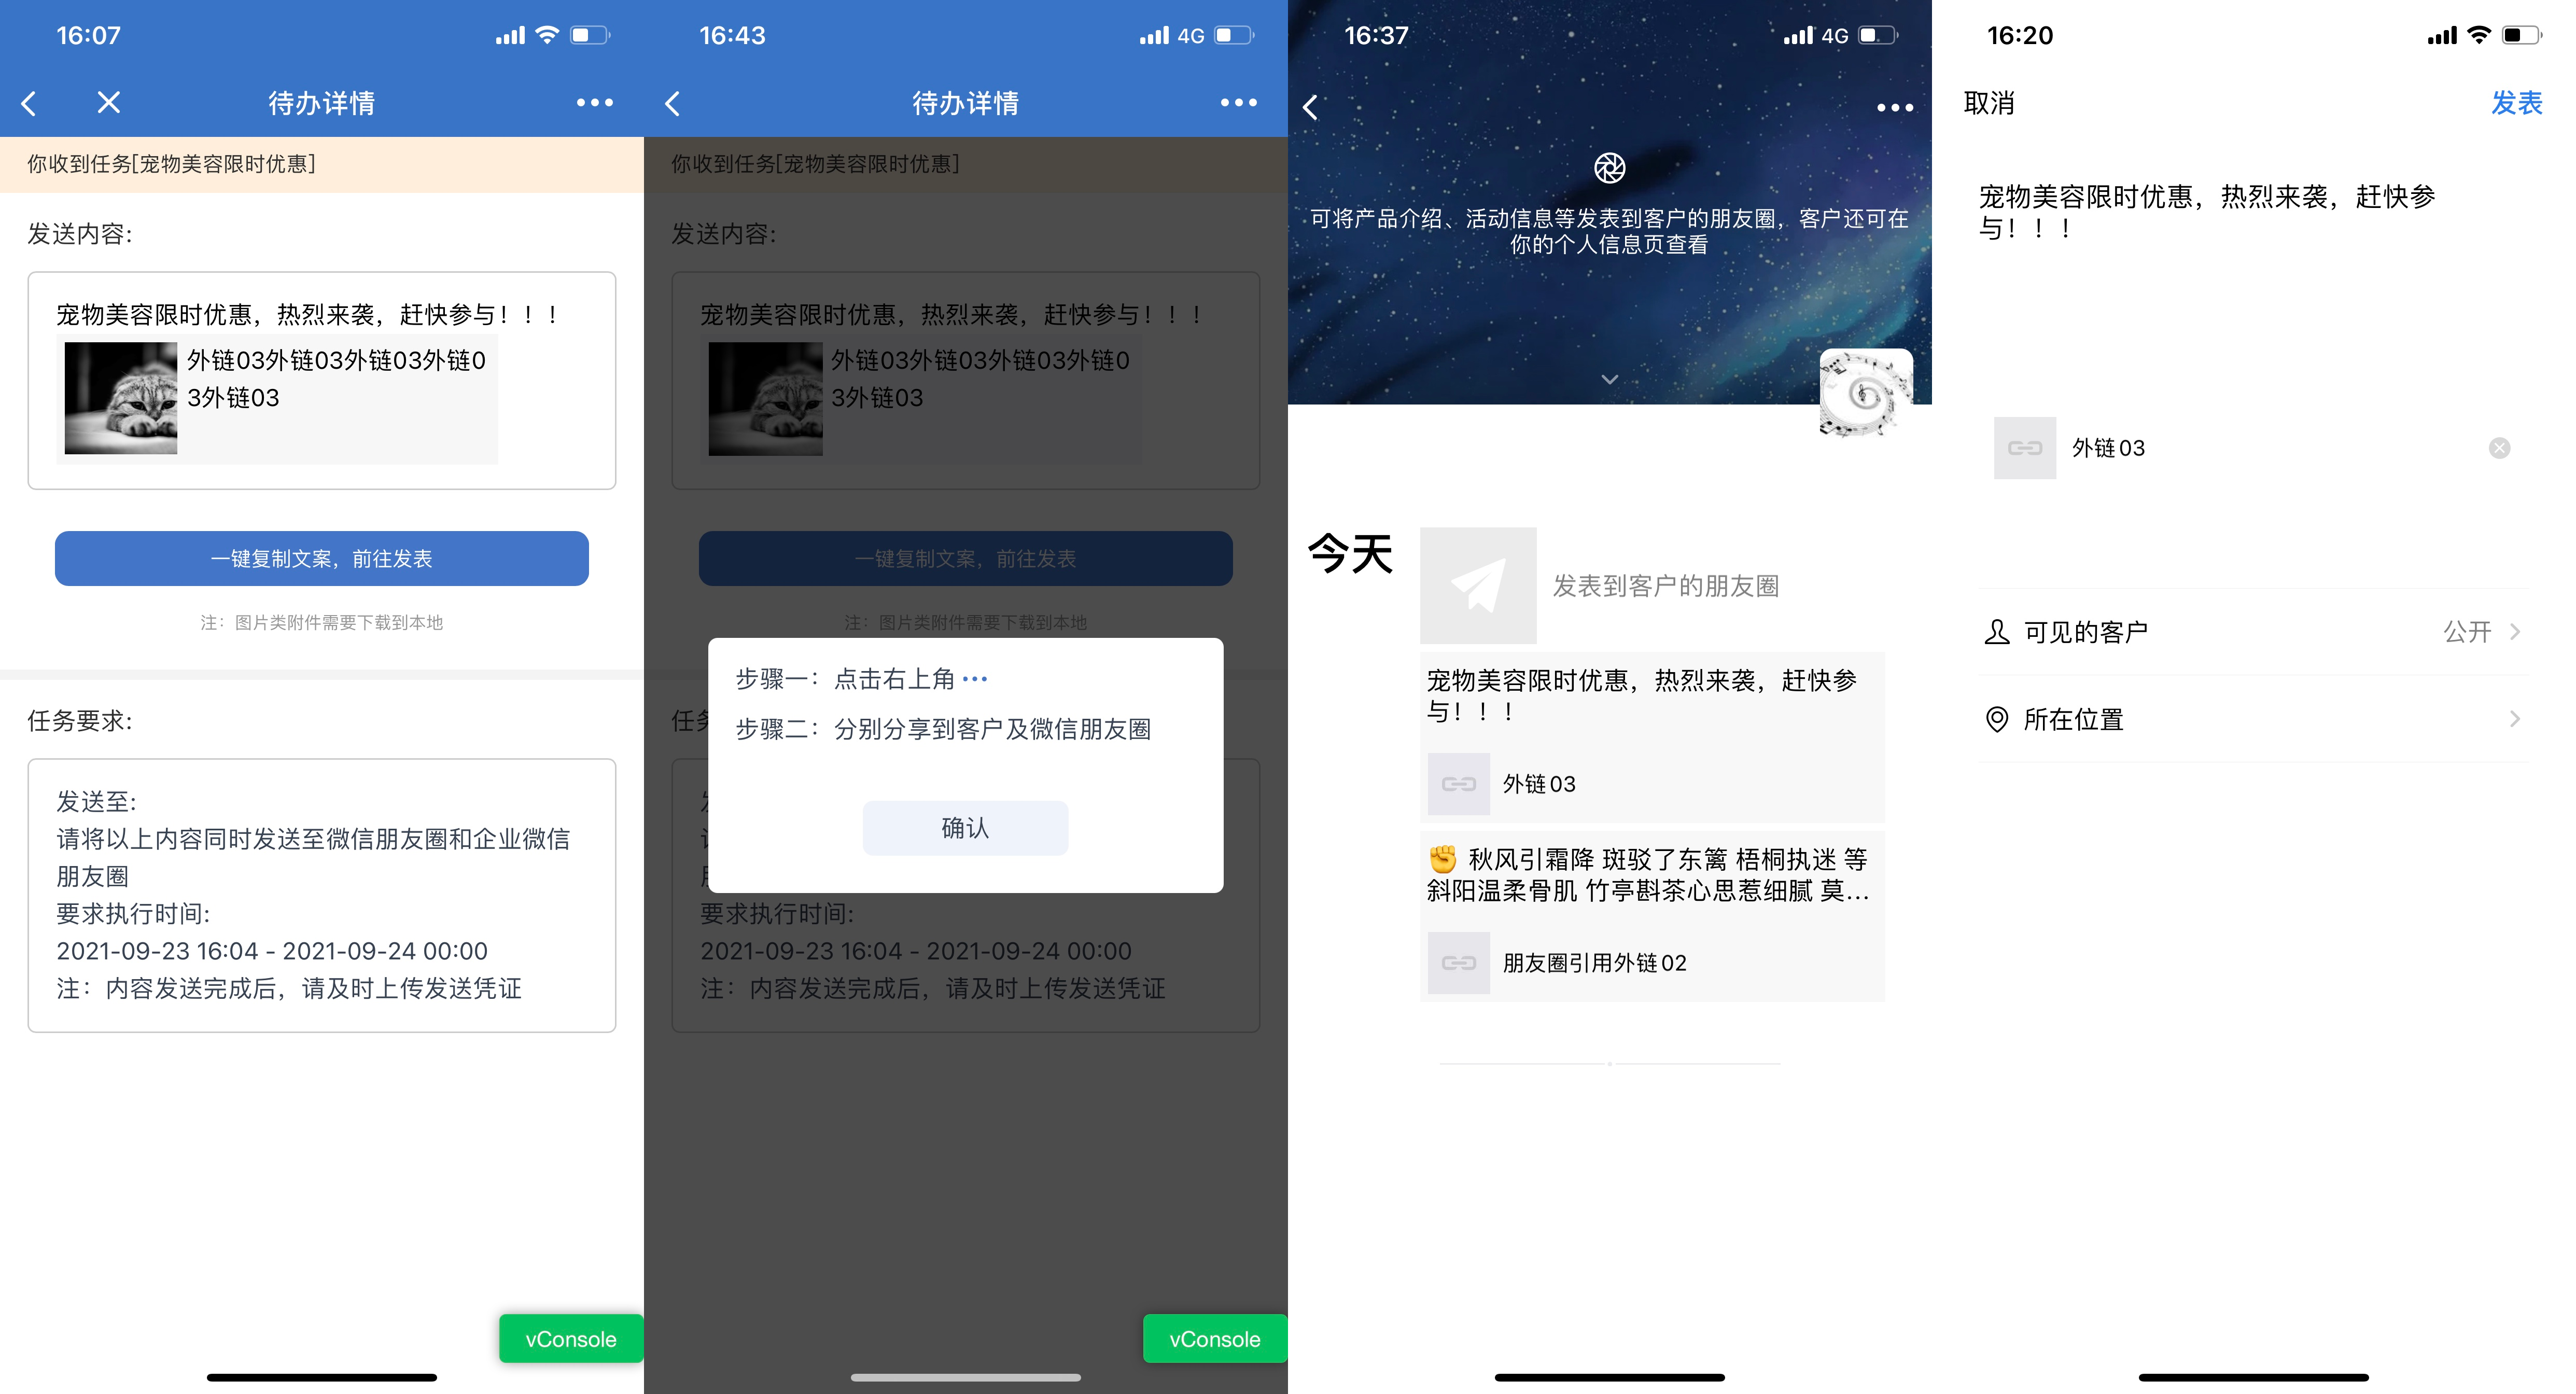 16:07
待办详情
你收到任务[宠物美容限时优惠]
发送内容:
宠物美容限时优惠，热烈来袭，赶快参与！！！
外链03外链03外链03外链0
3外链03
一键复制文案，前往发表
注：图片类附件需要下载到本地
任务要求:
发送至:
请将以上内容同时发送至微信朋友圈和企业微信
朋友圈
要求执行时间:
2021-09-23 16:04 - 2021-09-24 00:00
注：内容发送完成后，请及时上传发送凭证
vConsole
16:43
4G
待办详情
你收到任务[宠物美容限时优惠]
发送内容:
宠物美容限时优惠，热烈来袭，赶快参与！！！
外链03外链03外链03外链0
3外链03
一键复制文案，前往发表
注：图片类附件需要下载到本地
步骤一：点击右上角 •••
步骤二：分别分享到客户及微信朋友圈
确认
要求执行时间:
2021-09-23 16:04 - 2021-09-24 00:00
注：内容发送完成后，请及时上传发送凭证
vConsole
16:37
4G
可将产品介绍、活动信息等发表到客户的朋友圈，客户还可在
你的个人信息页查看
今天
发表到客户的朋友圈
宠物美容限时优惠，热烈来袭，赶快参
与！！！
外链03
✊ 秋风引霜降 斑驳了东篱 梧桐执迷 等
斜阳温柔骨肌 竹亭斟茶心思惹细腻 莫...
朋友圈引用外链02
16:20
取消
发表
宠物美容限时优惠，热烈来袭，赶快参
与！！！
外链03
可见的客户
公开
所在位置